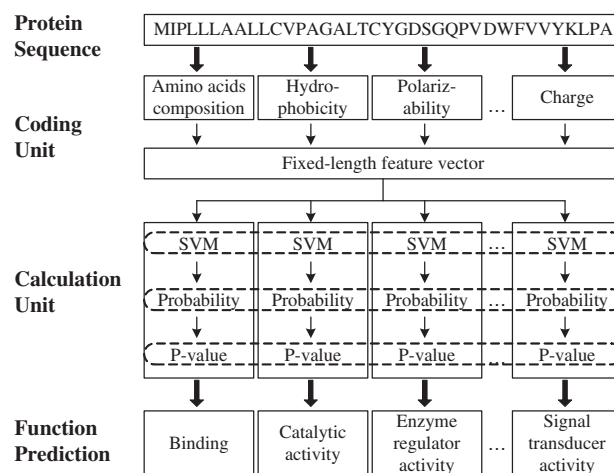 Protein Sequence
MIPLLLAALLCVPAGALTCYGDSGQPVDWFVVYKLPA
Coding Unit
Amino acids composition
Hydro-phobicity
Polariz-ability
...
Charge
Fixed-length feature vector
Calculation Unit
SVM SVM SVM ... SVM
Probability Probability Probability ... Probability
P-value P-value P-value ... P-value
Function Prediction
Binding
Catalytic activity
Enzyme regulator activity
...
Signal transducer activity